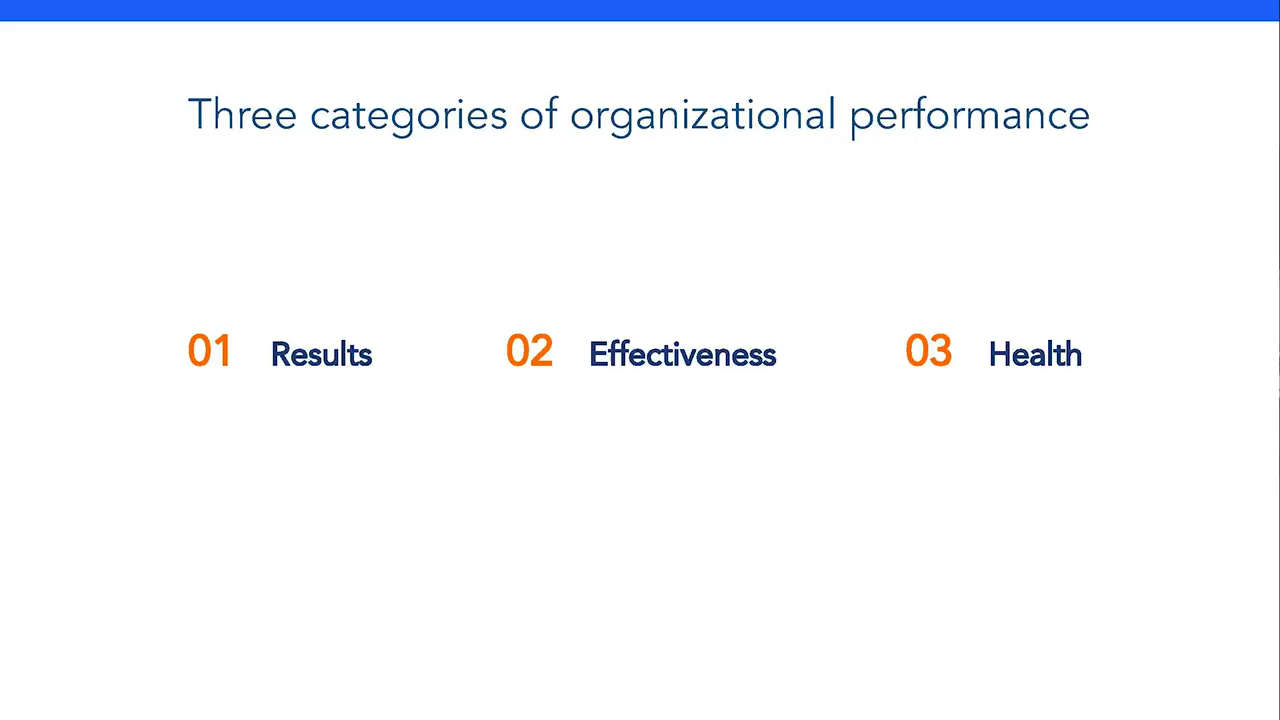 Three categories of organizational performance
01 Results 02 Effectiveness 03 Health